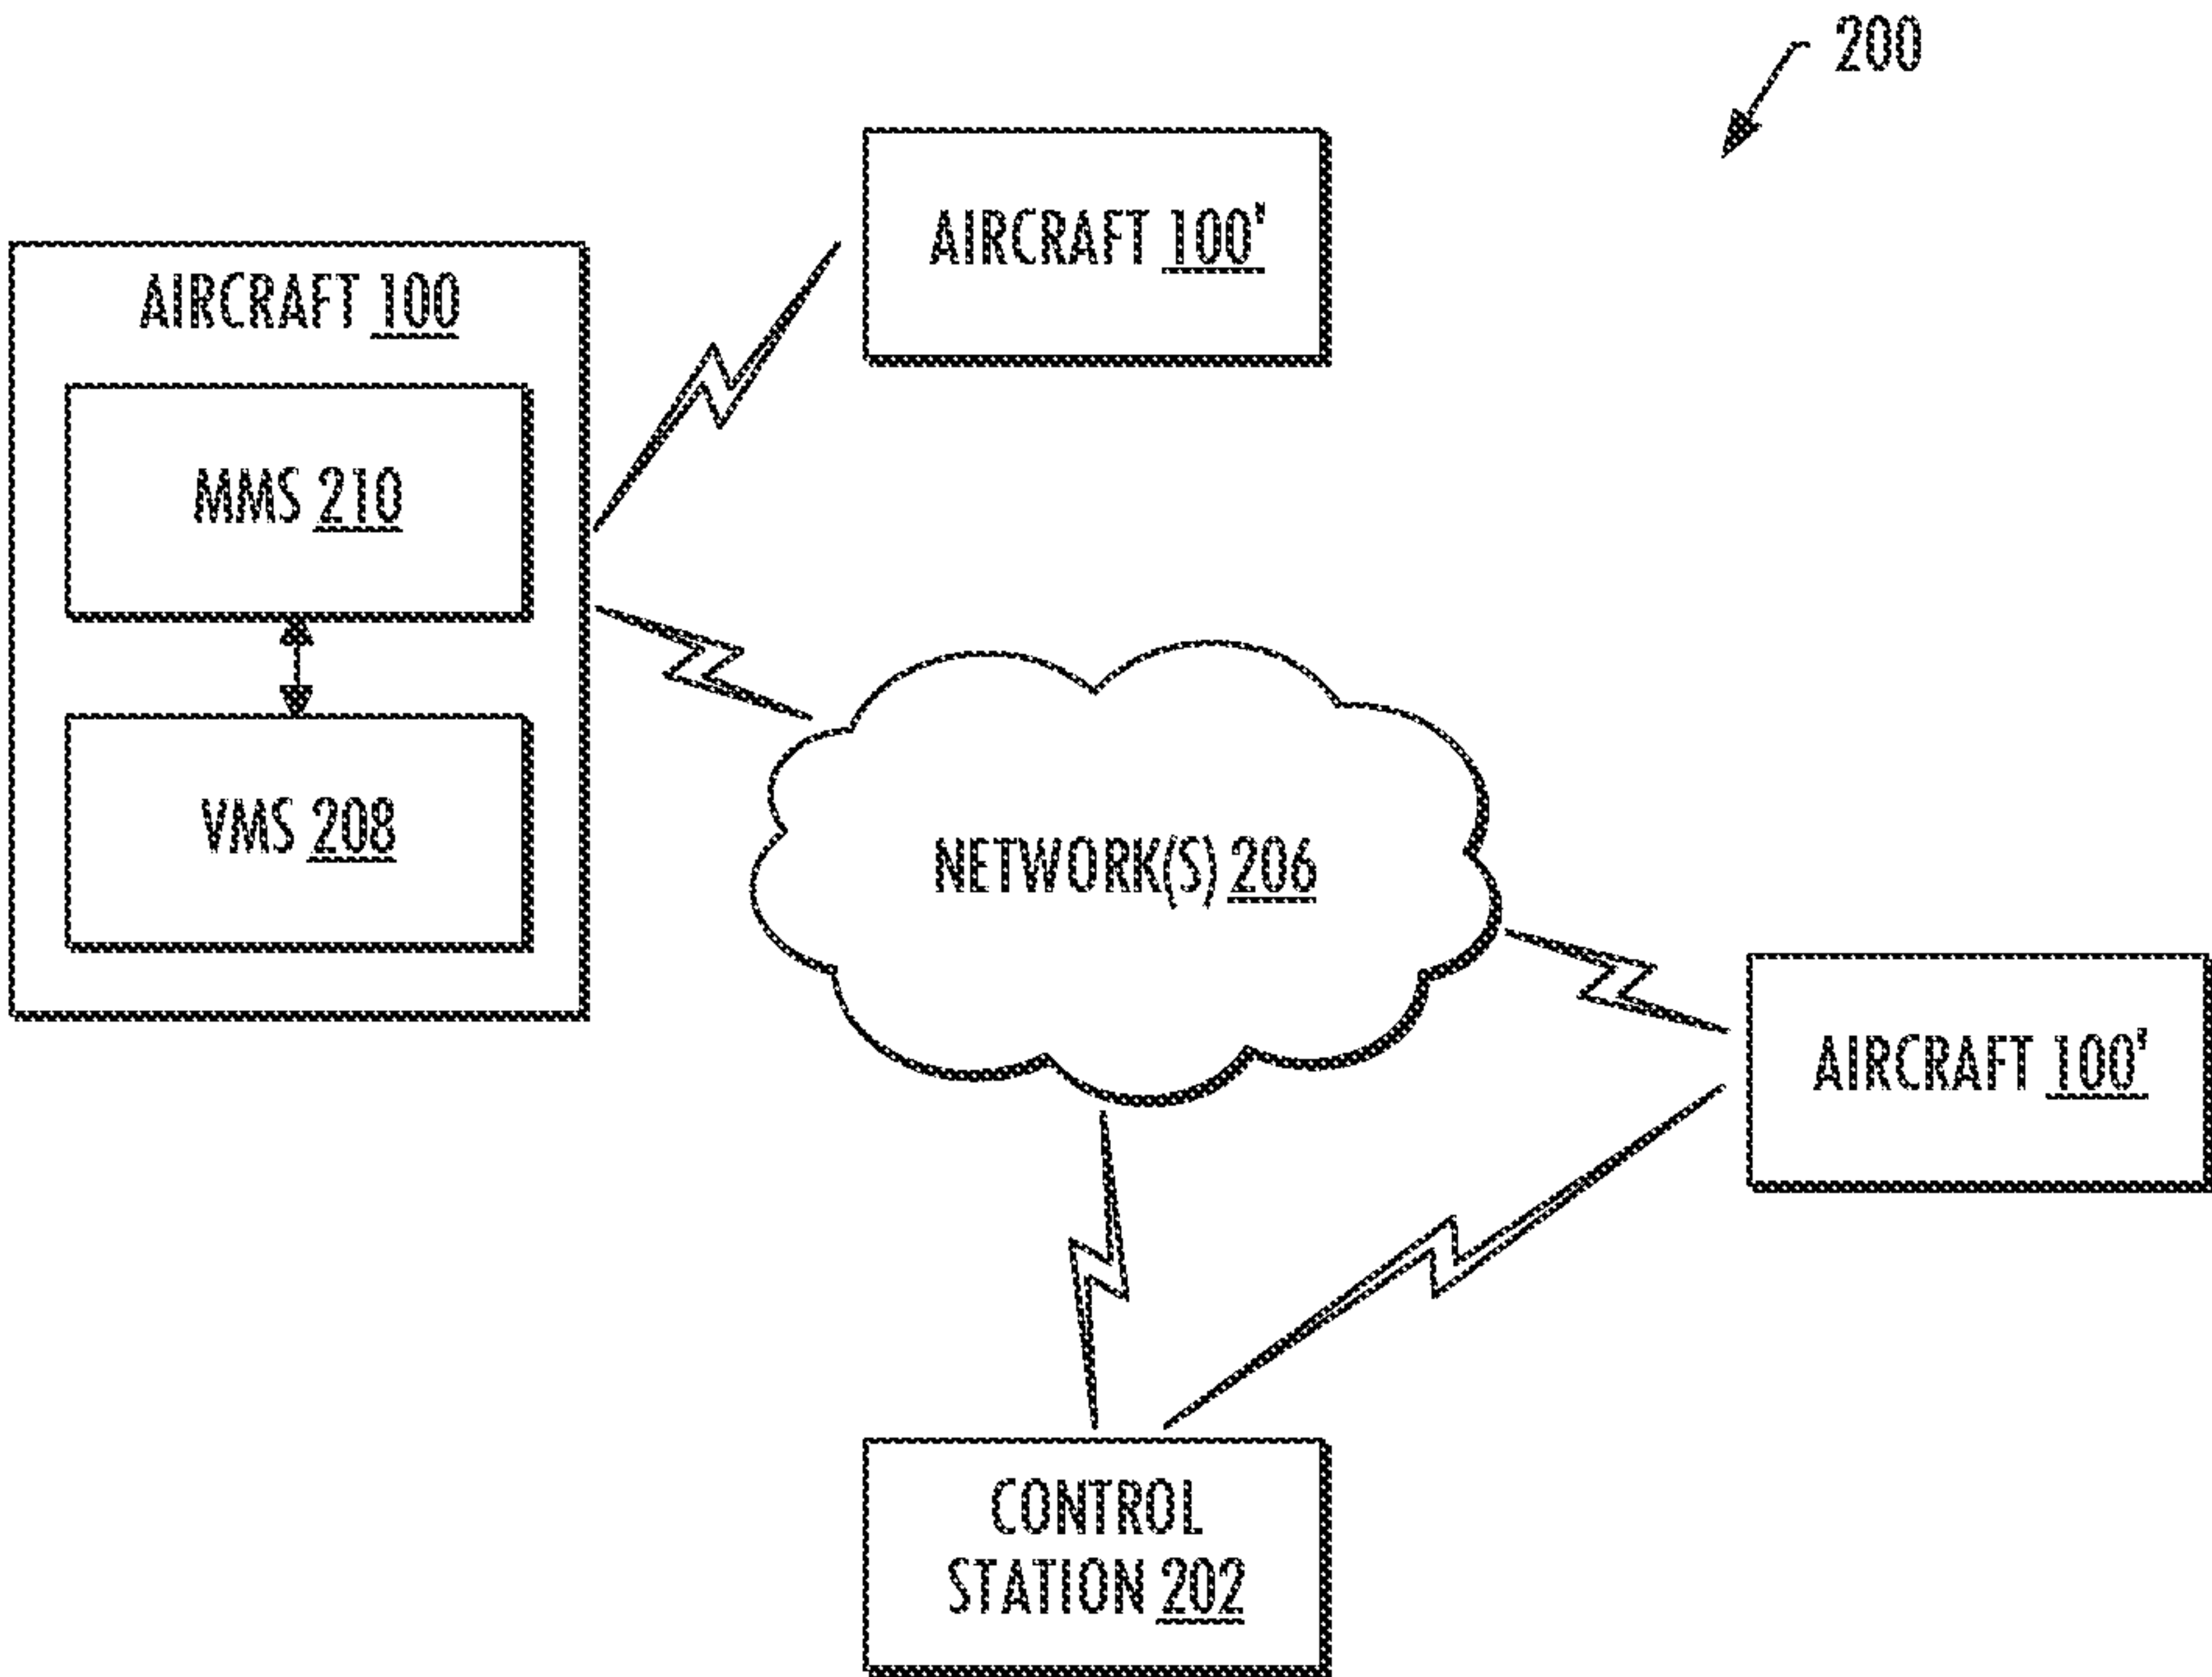 200
AIRCRAFT 100'
AIRCRAFT 100
MMS 210
VMS 208
NETWORK(S) 206
AIRCRAFT 100'
CONTROL
STATION 202